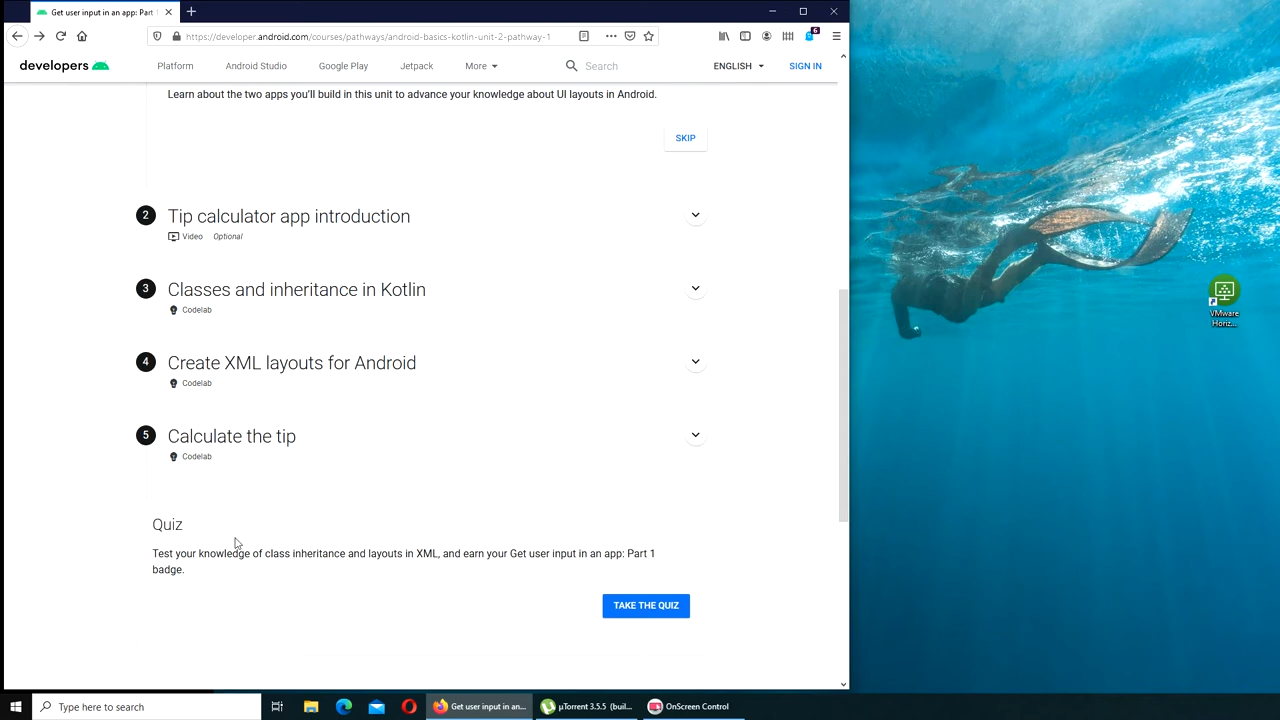 Get user input in an app: Part 1
https://developer.android.com/courses/pathways/android-basics-kotlin-unit-2-pathway-1
6
developers
Platform
Android Studio
Google Play
Jetpack
More
Search
ENGLISH
SIGN IN
Learn about the two apps you'll build in this unit to advance your knowledge about UI layouts in Android.
SKIP
2
Tip calculator app introduction
Video Optional
3
Classes and inheritance in Kotlin
Codelab
4
Create XML layouts for Android
Codelab
5
Calculate the tip
Codelab
Quiz
Test your knowledge of class inheritance and layouts in XML, and earn your Get user input in an app: Part 1
badge.
TAKE THE QUIZ
VMware
Horiz...
Type here to search
Get user input in an...
µTorrent 3.5.5 (buil...
OnScreen Control